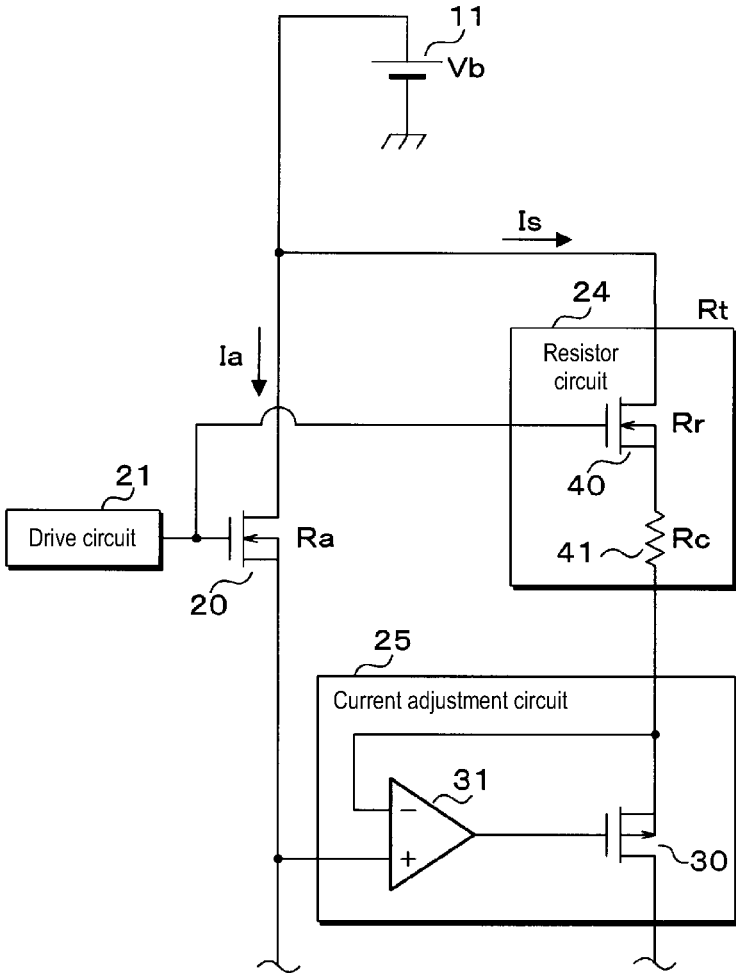 11
Vb
Is
24
Rt
Resistor
circuit
Ia
Rr
40
21
Drive circuit
Ra
20
41
Rc
25
Current adjustment circuit
31
−
+
30